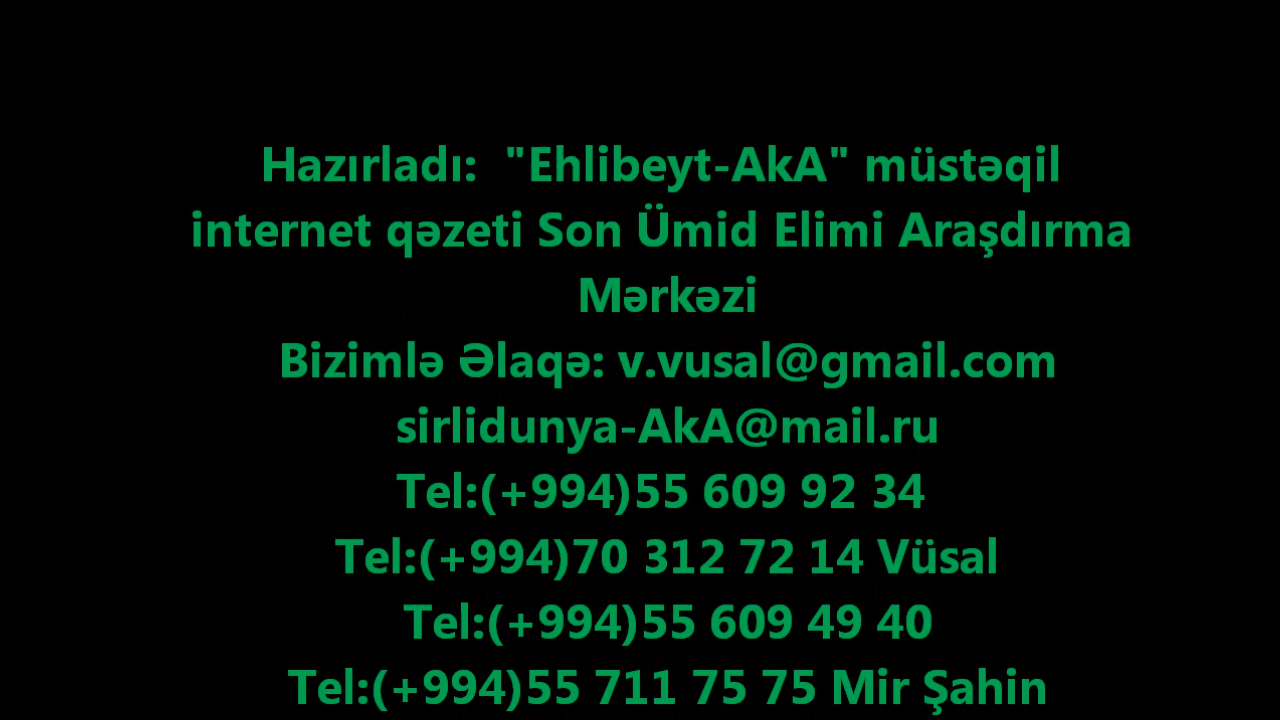 Hazırladı:  "Ehlibeyt-AkA" müstəqil
internet qəzeti Son Ümid Elimi Araşdırma
Mərkəzi
Bizimlə Əlaqə: v.vusal@gmail.com
sirlidunya-AkA@mail.ru
Tel:(+994)55 609 92 34
Tel:(+994)70 312 72 14 Vüsal
Tel:(+994)55 609 49 40
Tel:(+994)55 711 75 75 Mir Şahin